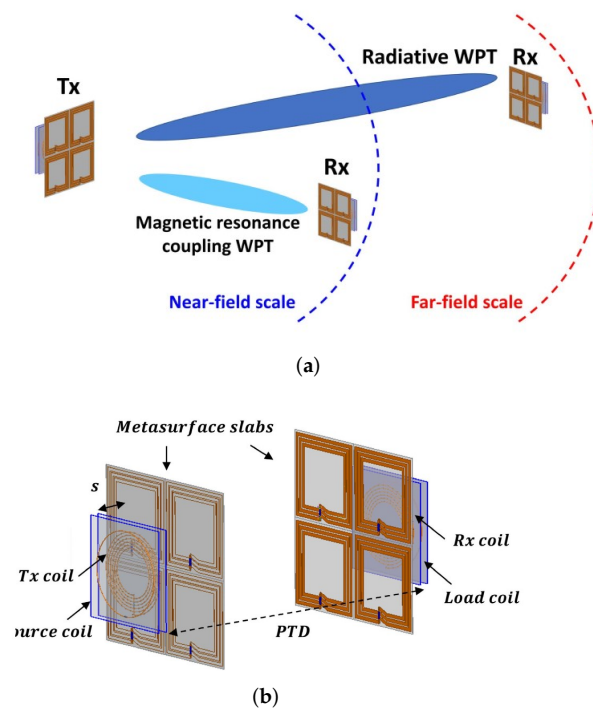 Tx
Radiative WPT
Rx
Rx
Magnetic resonance
coupling WPT
Near-field scale
Far-field scale
(a)
Metasurface slabs
s
Tx coil
ource coil
Rx coil
Load coil
PTD
(b)